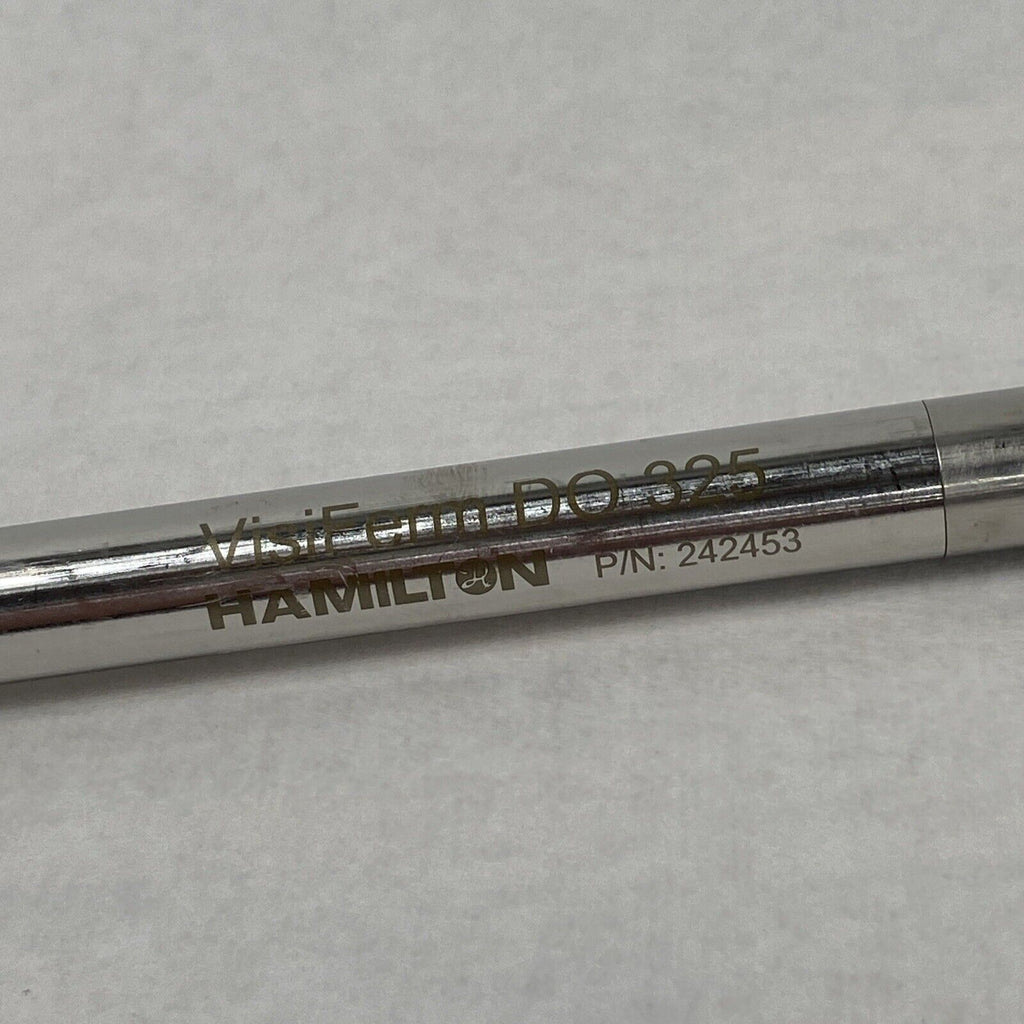 VisiFerm DO 325
HAMILTON P/N: 242453